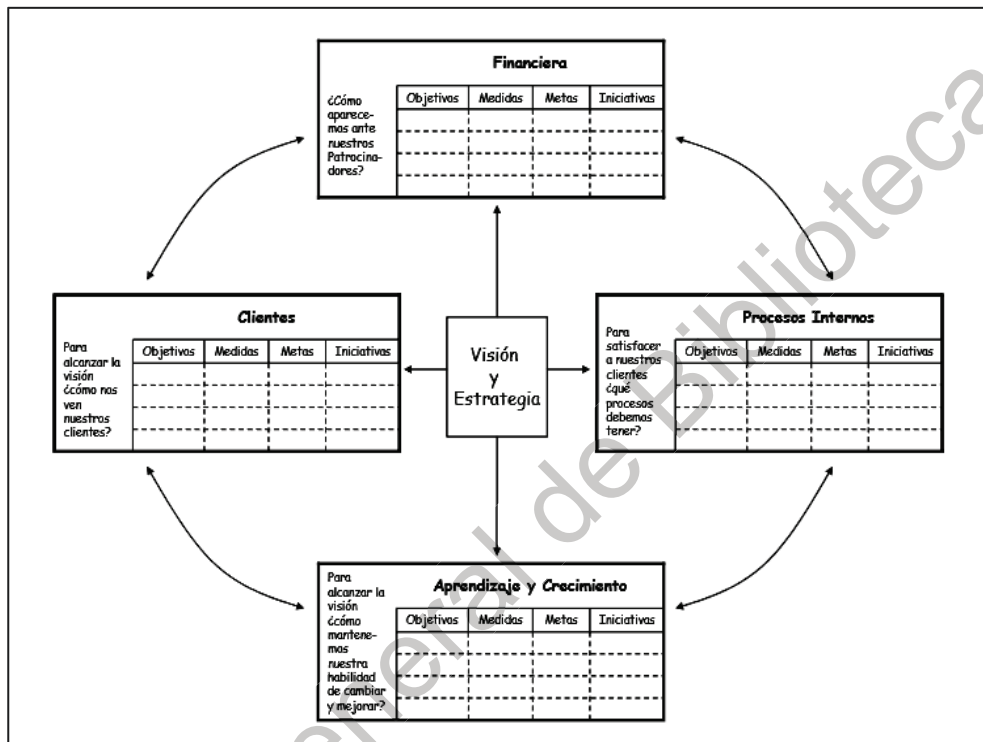 Financiera
¿Cómo
aparece-
mos ante
nuestros
Patrocina-
dores?
Objetivos Medidas Metas Iniciativas
Clientes
Para
alcanzar la
visión
¿cómo nos
ven
nuestros
clientes?
Objetivos Medidas Metas Iniciativas
Visión
y
Estrategia
Procesos Internos
Para
satisfacer
a nuestros
clientes
¿qué
procesos
debemos
tener?
Objetivos Medidas Metas Iniciativas
Aprendizaje y Crecimiento
Para
alcanzar la
visión
¿cómo
mantene-
mos
nuestra
habilidad
de cambiar
y mejorar?
Objetivos Medidas Metas Iniciativas
eneral de Biblioteca